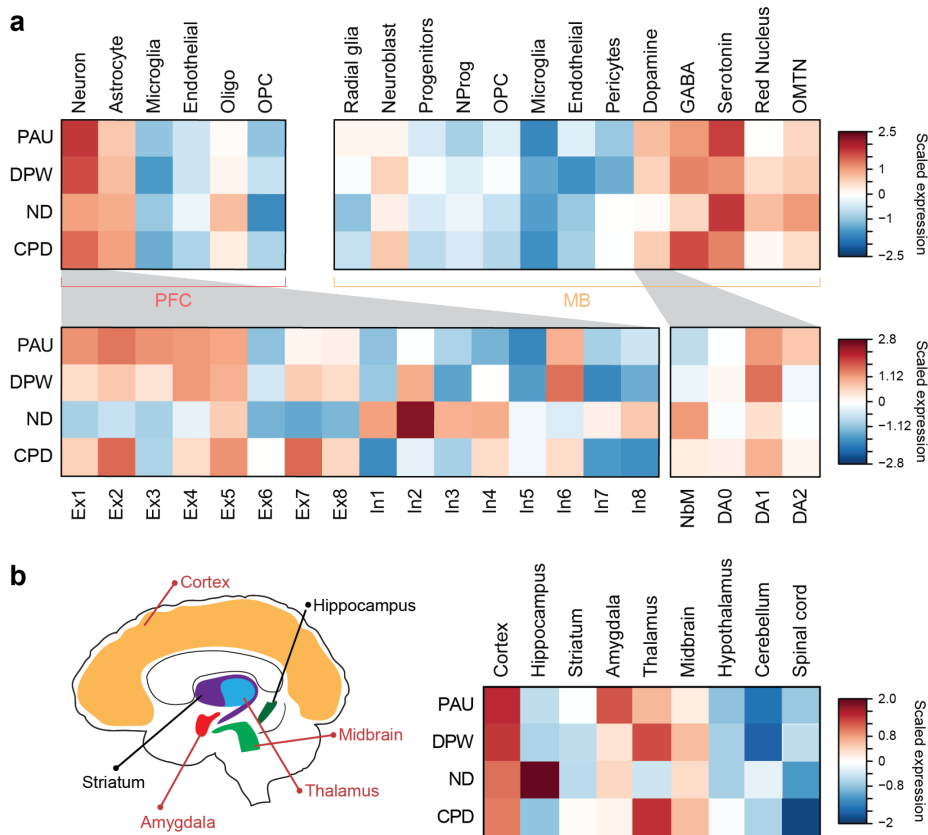 a
Neuron Astrocyte Microglia Endothelial Oligo OPC Radial glia Neuroblast Progenitors NProg OPC Microglia Endothelial Pericytes Dopamine GABA Serotonin Red Nucleus OMTN
PAU
DPW
ND
CPD
2.5
1
0
−1
−2.5
Scaled expression
PFC MB
PAU
DPW
ND
CPD
2.8
1.12
0
−1.12
−2.8
Scaled expression
Ex1 Ex2 Ex3 Ex4 Ex5 Ex6 Ex7 Ex8 In1 In2 In3 In4 In5 In6 In7 In8 NbM DA0 DA1 DA2
b
Cortex
Hippocampus
Midbrain
Striatum
Thalamus
Amygdala
Cortex Hippocampus Striatum Amygdala Thalamus Midbrain Hypothalamus Cerebellum Spinal cord
PAU
DPW
ND
CPD
2.0
0.8
0
−0.8
−2
Scaled expression